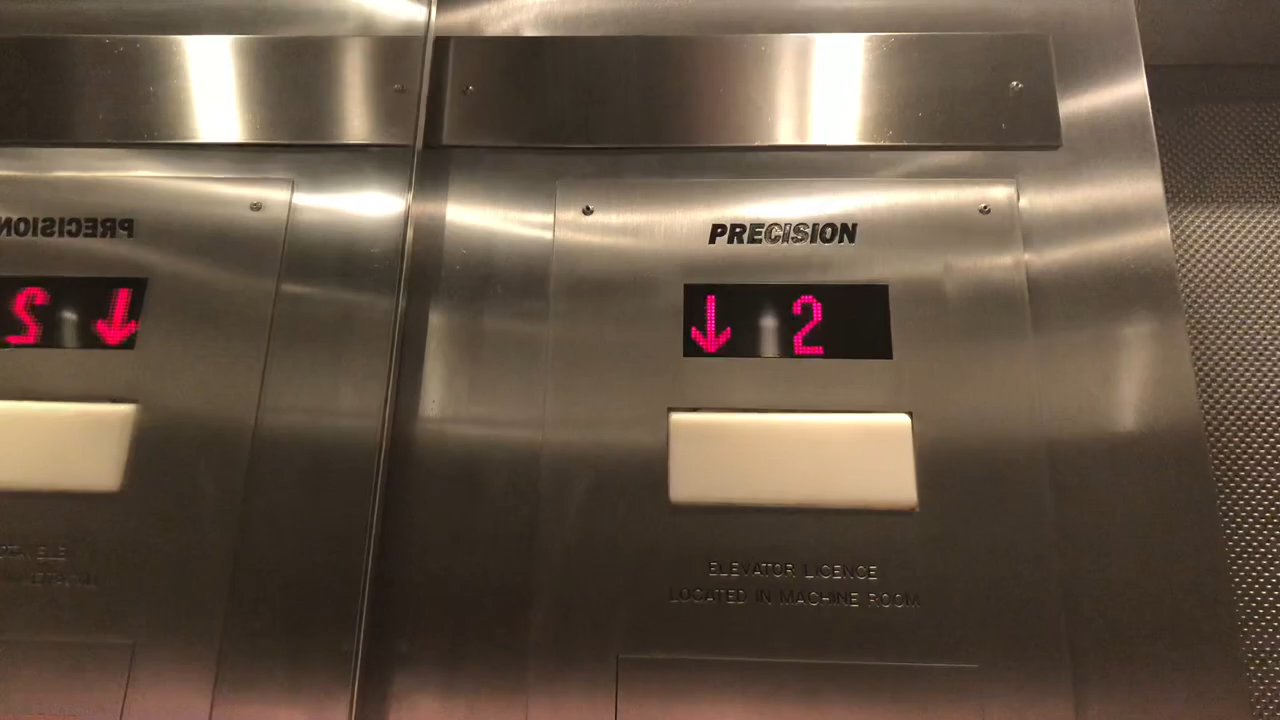 PRECISION
↓ 2
ELEVATOR LICENCE
LOCATED IN MACHINE ROOM